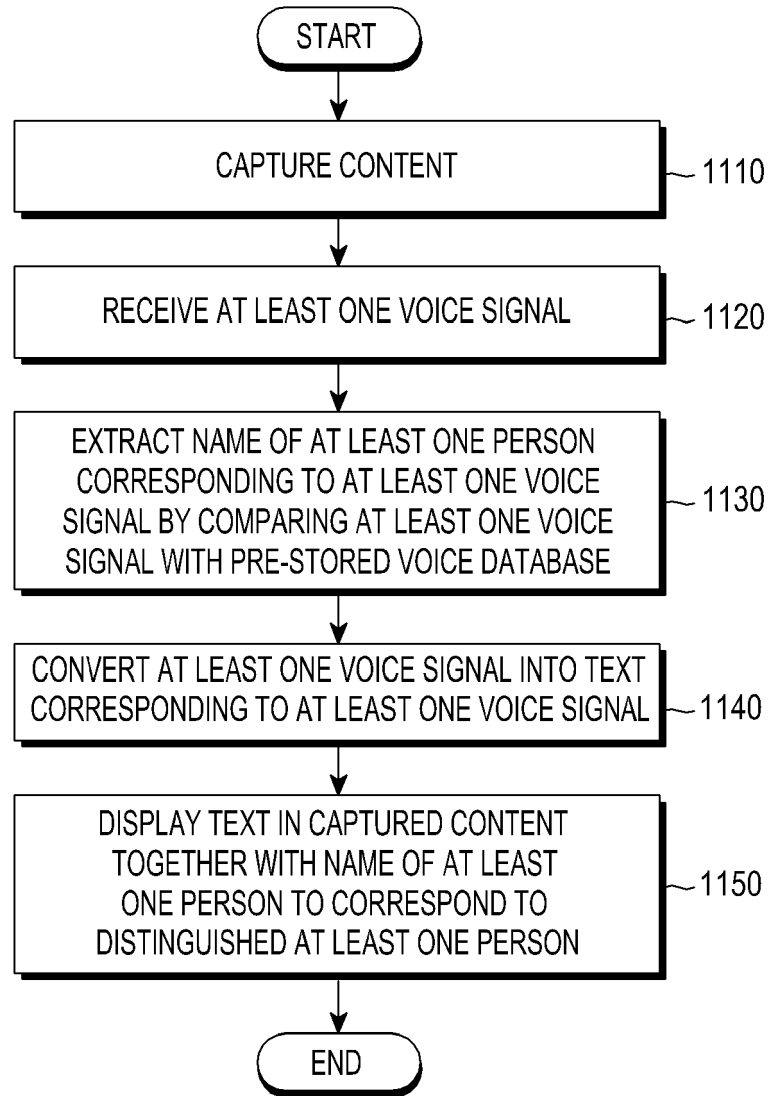 START
CAPTURE CONTENT
1110
RECEIVE AT LEAST ONE VOICE SIGNAL
1120
EXTRACT NAME OF AT LEAST ONE PERSON
CORRESPONDING TO AT LEAST ONE VOICE
SIGNAL BY COMPARING AT LEAST ONE VOICE
SIGNAL WITH PRE-STORED VOICE DATABASE
1130
CONVERT AT LEAST ONE VOICE SIGNAL INTO TEXT
CORRESPONDING TO AT LEAST ONE VOICE SIGNAL
1140
DISPLAY TEXT IN CAPTURED CONTENT
TOGETHER WITH NAME OF AT LEAST
ONE PERSON TO CORRESPOND TO
DISTINGUISHED AT LEAST ONE PERSON
1150
END